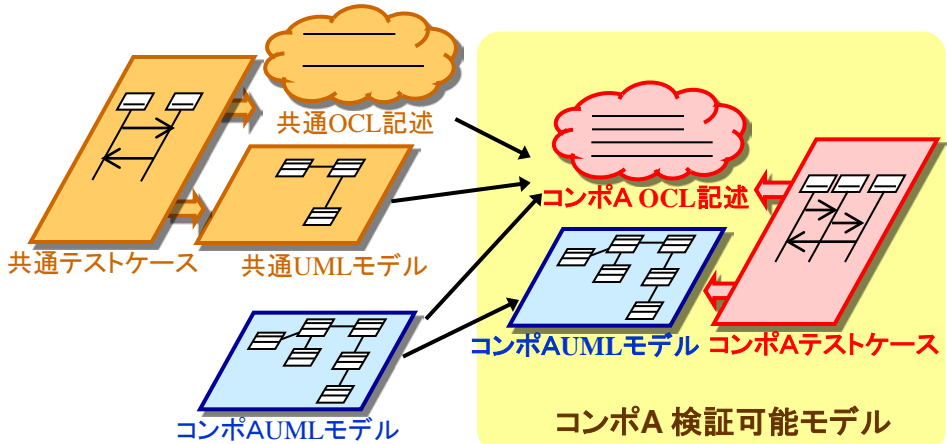 共通OCL記述
コンポA OCL記述
共通テストケース
共通UMLモデル
コンポAUMLモデル
コンポAテストケース
コンポAUMLモデル
コンポA 検証可能モデル